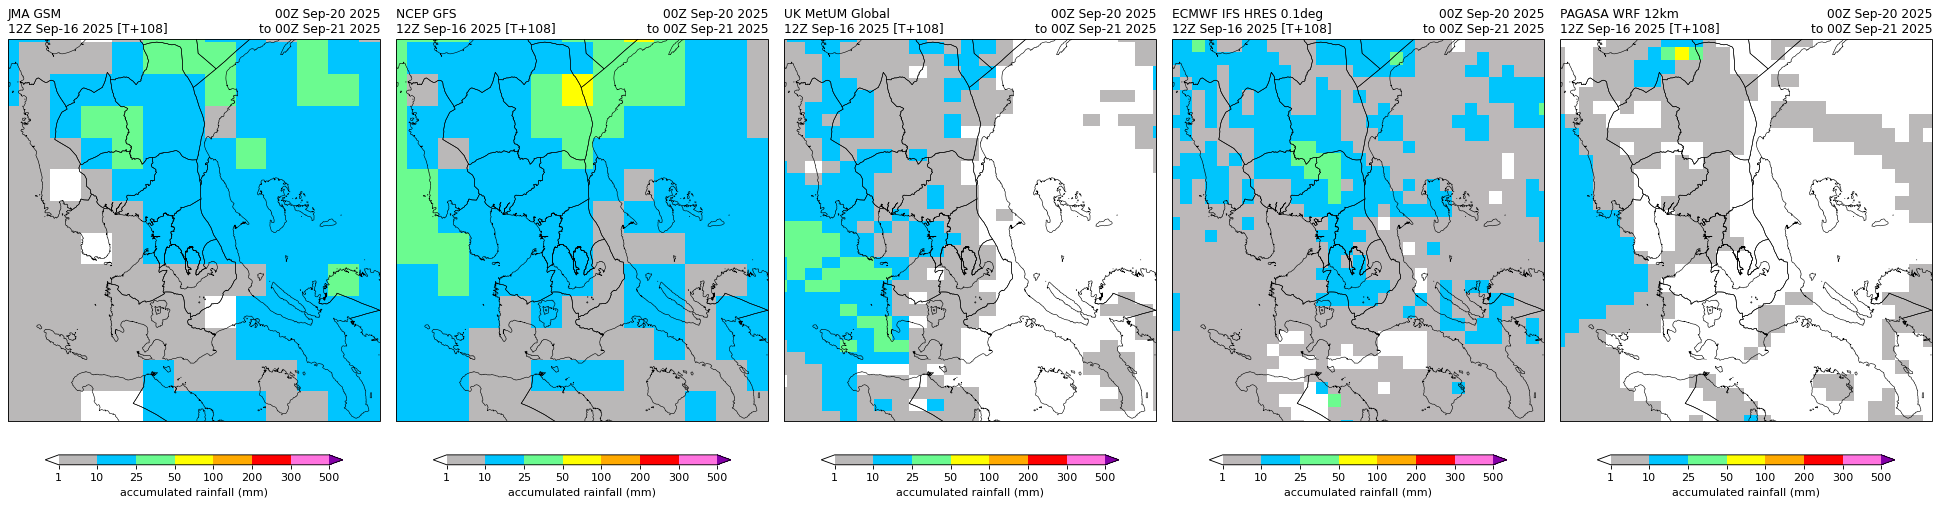 JMA GSM
00Z Sep-20 2025
12Z Sep-16 2025 [T+108]
to 00Z Sep-21 2025
NCEP GFS
00Z Sep-20 2025
12Z Sep-16 2025 [T+108]
to 00Z Sep-21 2025
UK MetUM Global
00Z Sep-20 2025
12Z Sep-16 2025 [T+108]
to 00Z Sep-21 2025
ECMWF IFS HRES 0.1deg
00Z Sep-20 2025
12Z Sep-16 2025 [T+108]
to 00Z Sep-21 2025
PAGASA WRF 12km
00Z Sep-20 2025
12Z Sep-16 2025 [T+108]
to 00Z Sep-21 2025
1 10 25 50 100 200 300 500
accumulated rainfall (mm)
1 10 25 50 100 200 300 500
accumulated rainfall (mm)
1 10 25 50 100 200 300 500
accumulated rainfall (mm)
1 10 25 50 100 200 300 500
accumulated rainfall (mm)
1 10 25 50 100 200 300 500
accumulated rainfall (mm)